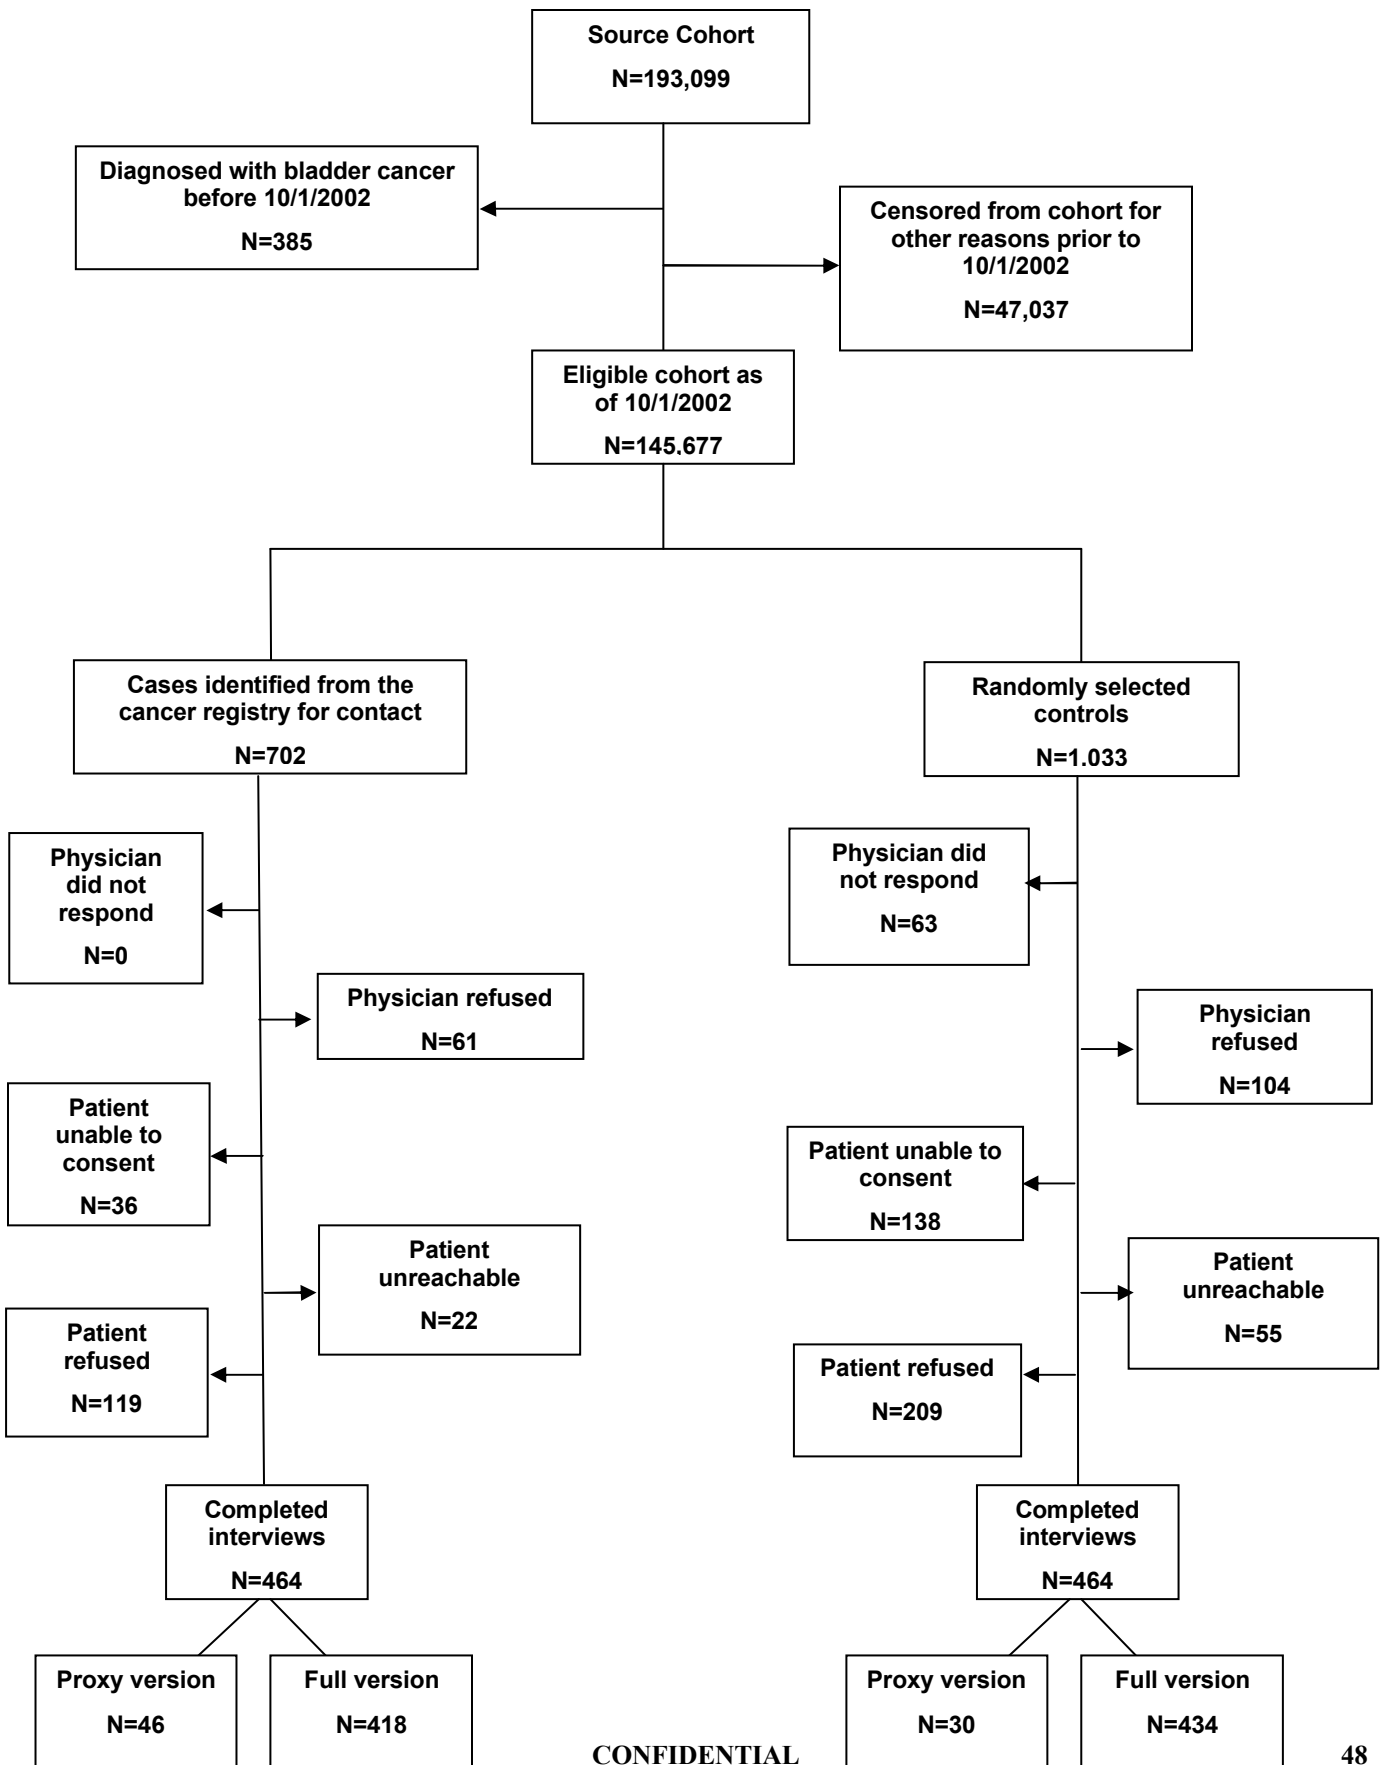 Source Cohort
N=193,099
Diagnosed with bladder cancer
before 10/1/2002
N=385
Censored from cohort for
other reasons prior to
10/1/2002
N=47,037
Eligible cohort as
of 10/1/2002
N=145,677
Cases identified from the
cancer registry for contact
N=702
Randomly selected
controls
N=1,033
Physician
did not
respond
N=0
Physician did
not respond
N=63
Physician refused
N=61
Physician
refused
N=104
Patient
unable to
consent
N=36
Patient unable to
consent
N=138
Patient
unreachable
N=22
Patient
unreachable
N=55
Patient
refused
N=119
Patient refused
N=209
Completed
interviews
N=464
Completed
interviews
N=464
Proxy version
N=46
Full version
N=418
Proxy version
N=30
Full version
N=434
CONFIDENTIAL
48